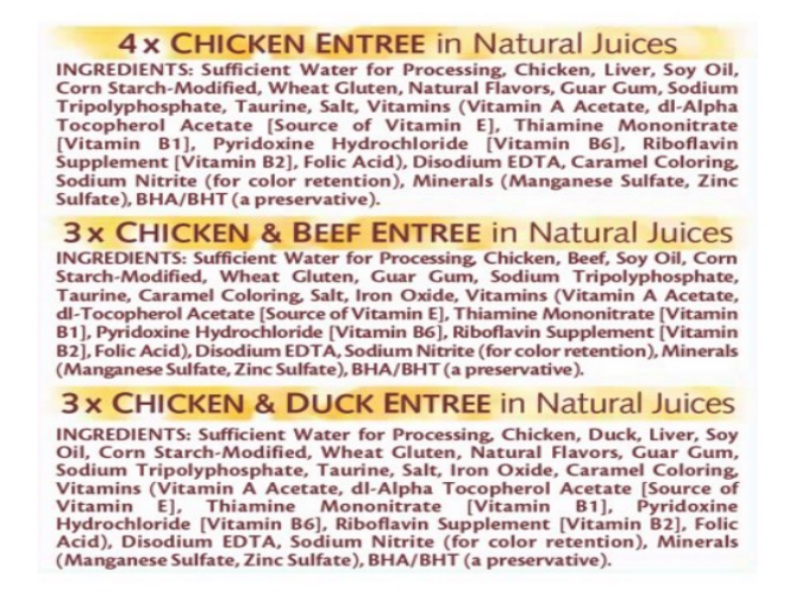 4 x CHICKEN ENTREE in Natural Juices
INGREDIENTS: Sufficient Water for Processing, Chicken, Liver, Soy Oil,
Corn Starch-Modified, Wheat Gluten, Natural Flavors, Guar Gum, Sodium
Tripolyphosphate, Taurine, Salt, Vitamins (Vitamin A Acetate, dl-Alpha
Tocopherol Acetate [Source of Vitamin E], Thiamine Mononitrate
[Vitamin B1], Pyridoxine Hydrochloride [Vitamin B6], Riboflavin
Supplement [Vitamin B2], Folic Acid), Disodium EDTA, Caramel Coloring,
Sodium Nitrite (for color retention), Minerals (Manganese Sulfate, Zinc
Sulfate), BHA/BHT (a preservative).
3 x CHICKEN & BEEF ENTREE in Natural Juices
INGREDIENTS: Sufficient Water for Processing, Chicken, Beef, Soy Oil, Corn
Starch-Modified, Wheat Gluten, Guar Gum, Sodium Tripolyphosphate,
Taurine, Caramel Coloring, Salt, Iron Oxide, Vitamins (Vitamin A Acetate,
dl-Tocopherol Acetate [Source of Vitamin E], Thiamine Mononitrate [Vitamin
B1], Pyridoxine Hydrochloride [Vitamin B6], Riboflavin Supplement [Vitamin
B2], Folic Acid), Disodium EDTA, Sodium Nitrite (for color retention), Minerals
(Manganese Sulfate, Zinc Sulfate), BHA/BHT (a preservative).
3 x CHICKEN & DUCK ENTREE in Natural Juices
INGREDIENTS: Sufficient Water for Processing, Chicken, Duck, Liver, Soy
Oil, Corn Starch-Modified, Wheat Gluten, Natural Flavors, Guar Gum,
Sodium Tripolyphosphate, Taurine, Salt, Iron Oxide, Caramel Coloring,
Vitamins (Vitamin A Acetate, dl-Alpha Tocopherol Acetate [Source of
Vitamin E], Thiamine Mononitrate [Vitamin B1], Pyridoxine
Hydrochloride [Vitamin B6], Riboflavin Supplement [Vitamin B2], Folic
Acid), Disodium EDTA, Sodium Nitrite (for color retention), Minerals
(Manganese Sulfate, Zinc Sulfate), BHA/BHT (a preservative).